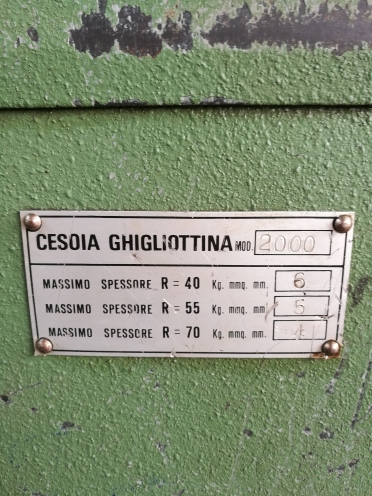 CESOIA GHIGLIOTTINA MOD. 2000
MASSIMO SPESSORE R = 40 Kg. mmq. mm. 6
MASSIMO SPESSORE R = 55 Kg. mmq. mm 5
MASSIMO SPESSORE R = 70 Kg. mmq. mm. 4